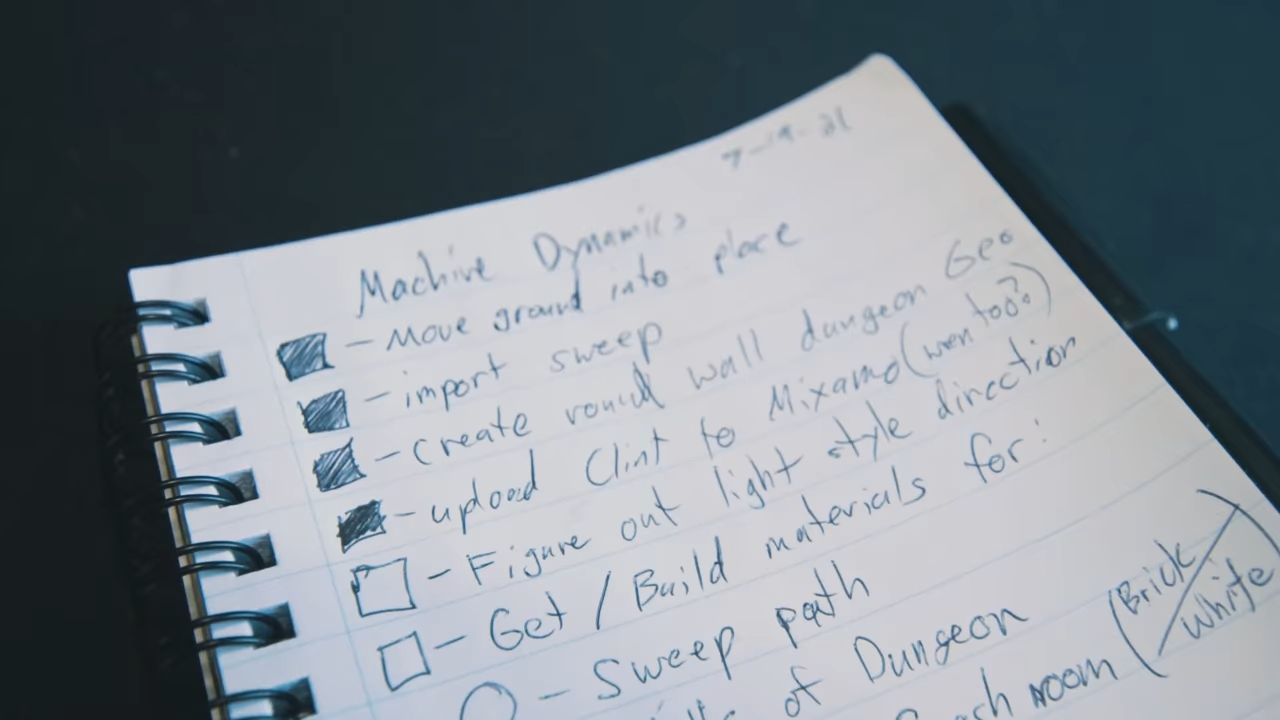 7-19-21
Machine Dynamics
- Move ground into place
- import sweep
- Create round wall dungeon Geo
- upload Clint to Mixamo (wen too?)
- Figure out light style direction
- Get / Build materials for:
- Sweep path
of Dungeon
room (Brick / White)